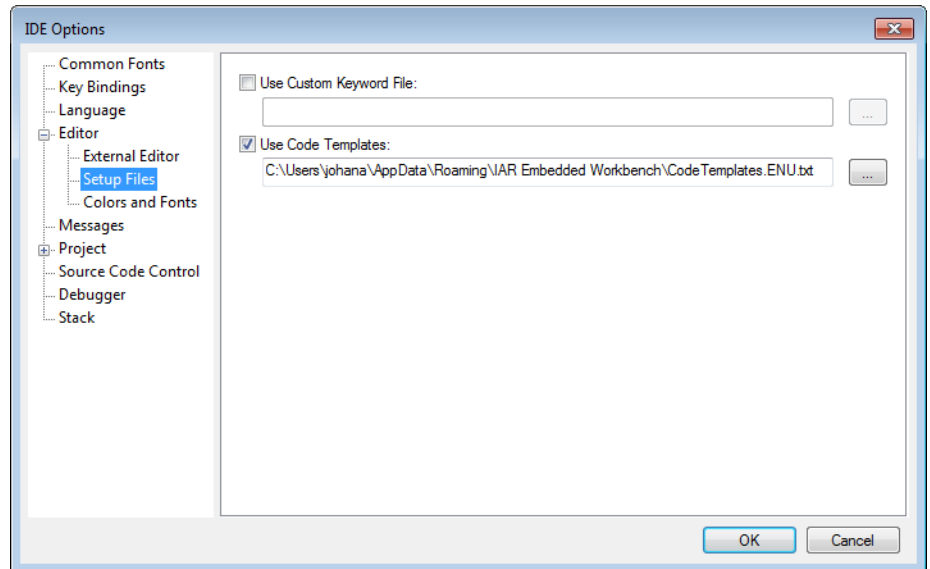 IDE Options
Common Fonts
Key Bindings
Language
Editor
External Editor
Setup Files
Colors and Fonts
Messages
Project
Source Code Control
Debugger
Stack
Use Custom Keyword File:
...
Use Code Templates:
C:\Users\johana\AppData\Roaming\IAR Embedded Workbench\CodeTemplates.ENU.txt
...
OK
Cancel